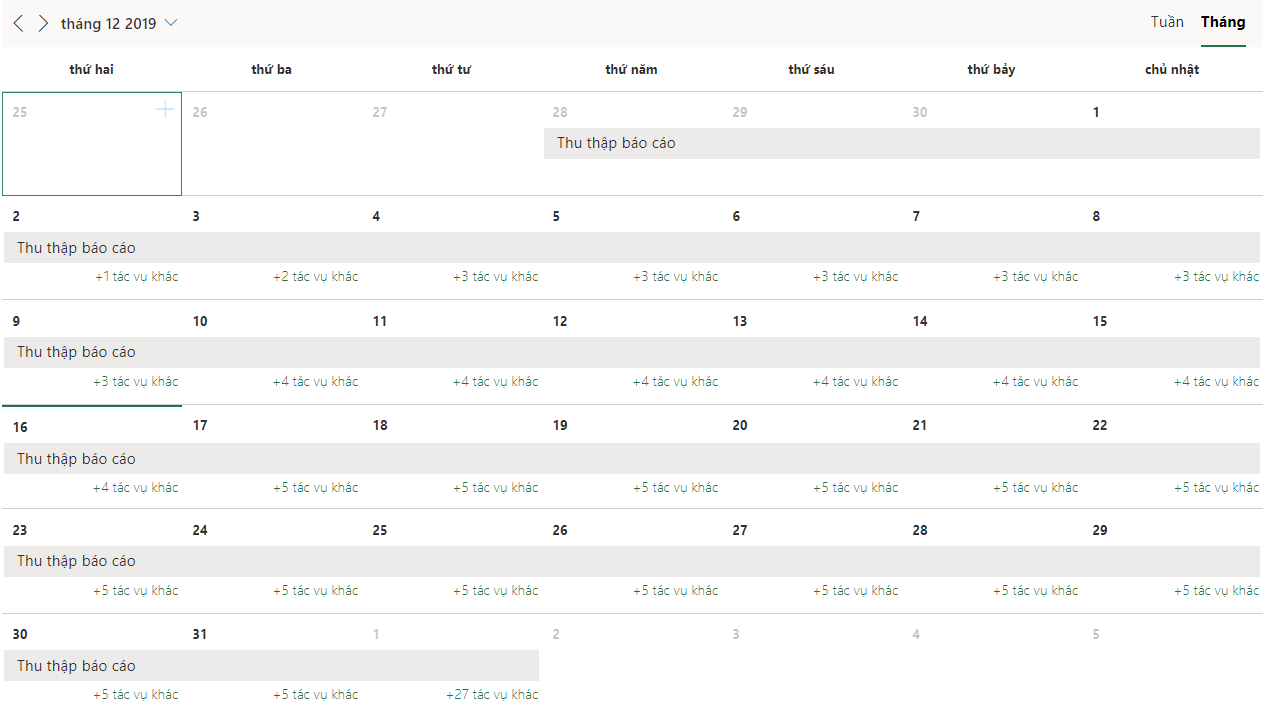 tháng 12 2019 Tuần Tháng
thứ hai thứ ba thứ tư thứ năm thứ sáu thứ bảy chủ nhật
25 26 27 28 29 30 1
Thu thập báo cáo
2 3 4 5 6 7 8
Thu thập báo cáo
+1 tác vụ khác +2 tác vụ khác +3 tác vụ khác +3 tác vụ khác +3 tác vụ khác +3 tác vụ khác +3 tác vụ khác
9 10 11 12 13 14 15
Thu thập báo cáo
+3 tác vụ khác +4 tác vụ khác +4 tác vụ khác +4 tác vụ khác +4 tác vụ khác +4 tác vụ khác +4 tác vụ khác
16 17 18 19 20 21 22
Thu thập báo cáo
+4 tác vụ khác +5 tác vụ khác +5 tác vụ khác +5 tác vụ khác +5 tác vụ khác +5 tác vụ khác +5 tác vụ khác
23 24 25 26 27 28 29
Thu thập báo cáo
+5 tác vụ khác +5 tác vụ khác +5 tác vụ khác +5 tác vụ khác +5 tác vụ khác +5 tác vụ khác +5 tác vụ khác
30 31 1 2 3 4 5
Thu thập báo cáo
+5 tác vụ khác +5 tác vụ khác +27 tác vụ khác